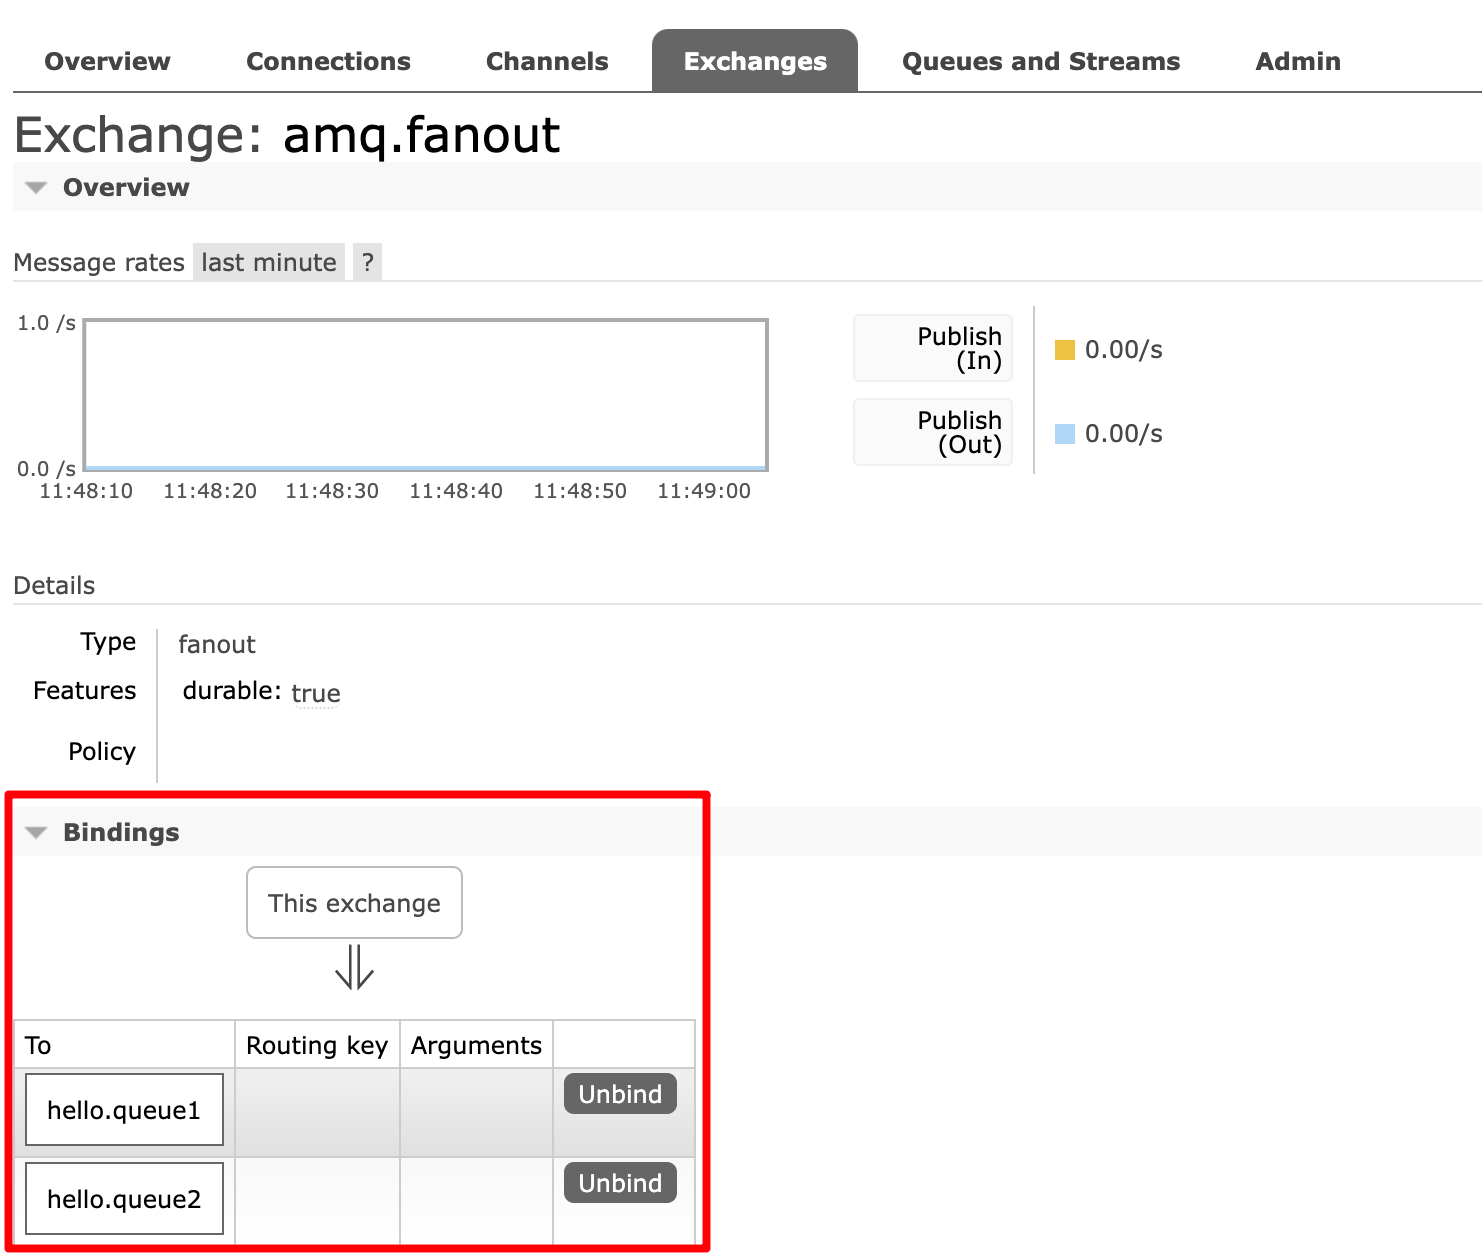 Overview Connections Channels Exchanges Queues and Streams Admin
Exchange: amq.fanout
Overview
Message rates last minute ?
1.0 /s
0.0 /s
11:48:10 11:48:20 11:48:30 11:48:40 11:48:50 11:49:00
Publish
(In)
0.00/s
Publish
(Out)
0.00/s
Details
Type fanout
Features durable: true
Policy
Bindings
This exchange
To Routing key Arguments
hello.queue1 Unbind
hello.queue2 Unbind